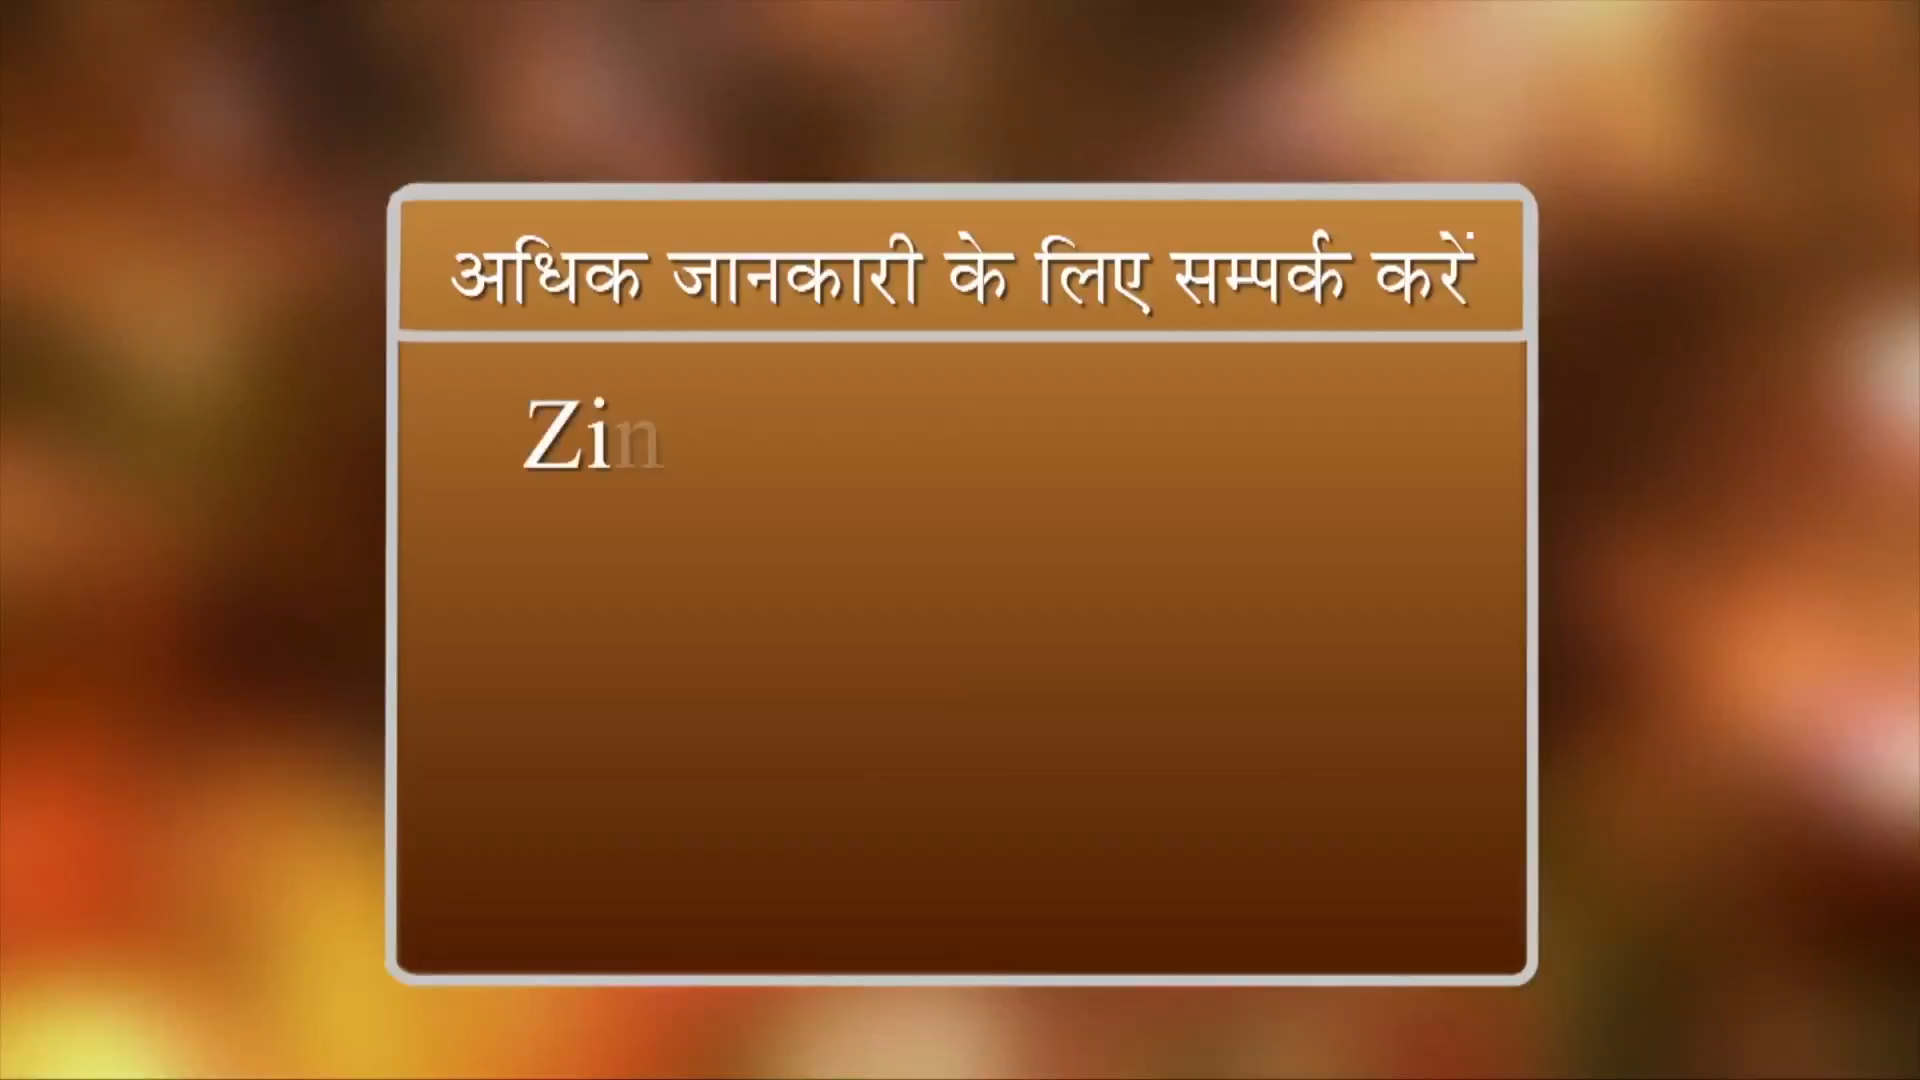 अधिक जानकारी के लिए सम्पर्क करें
Zin